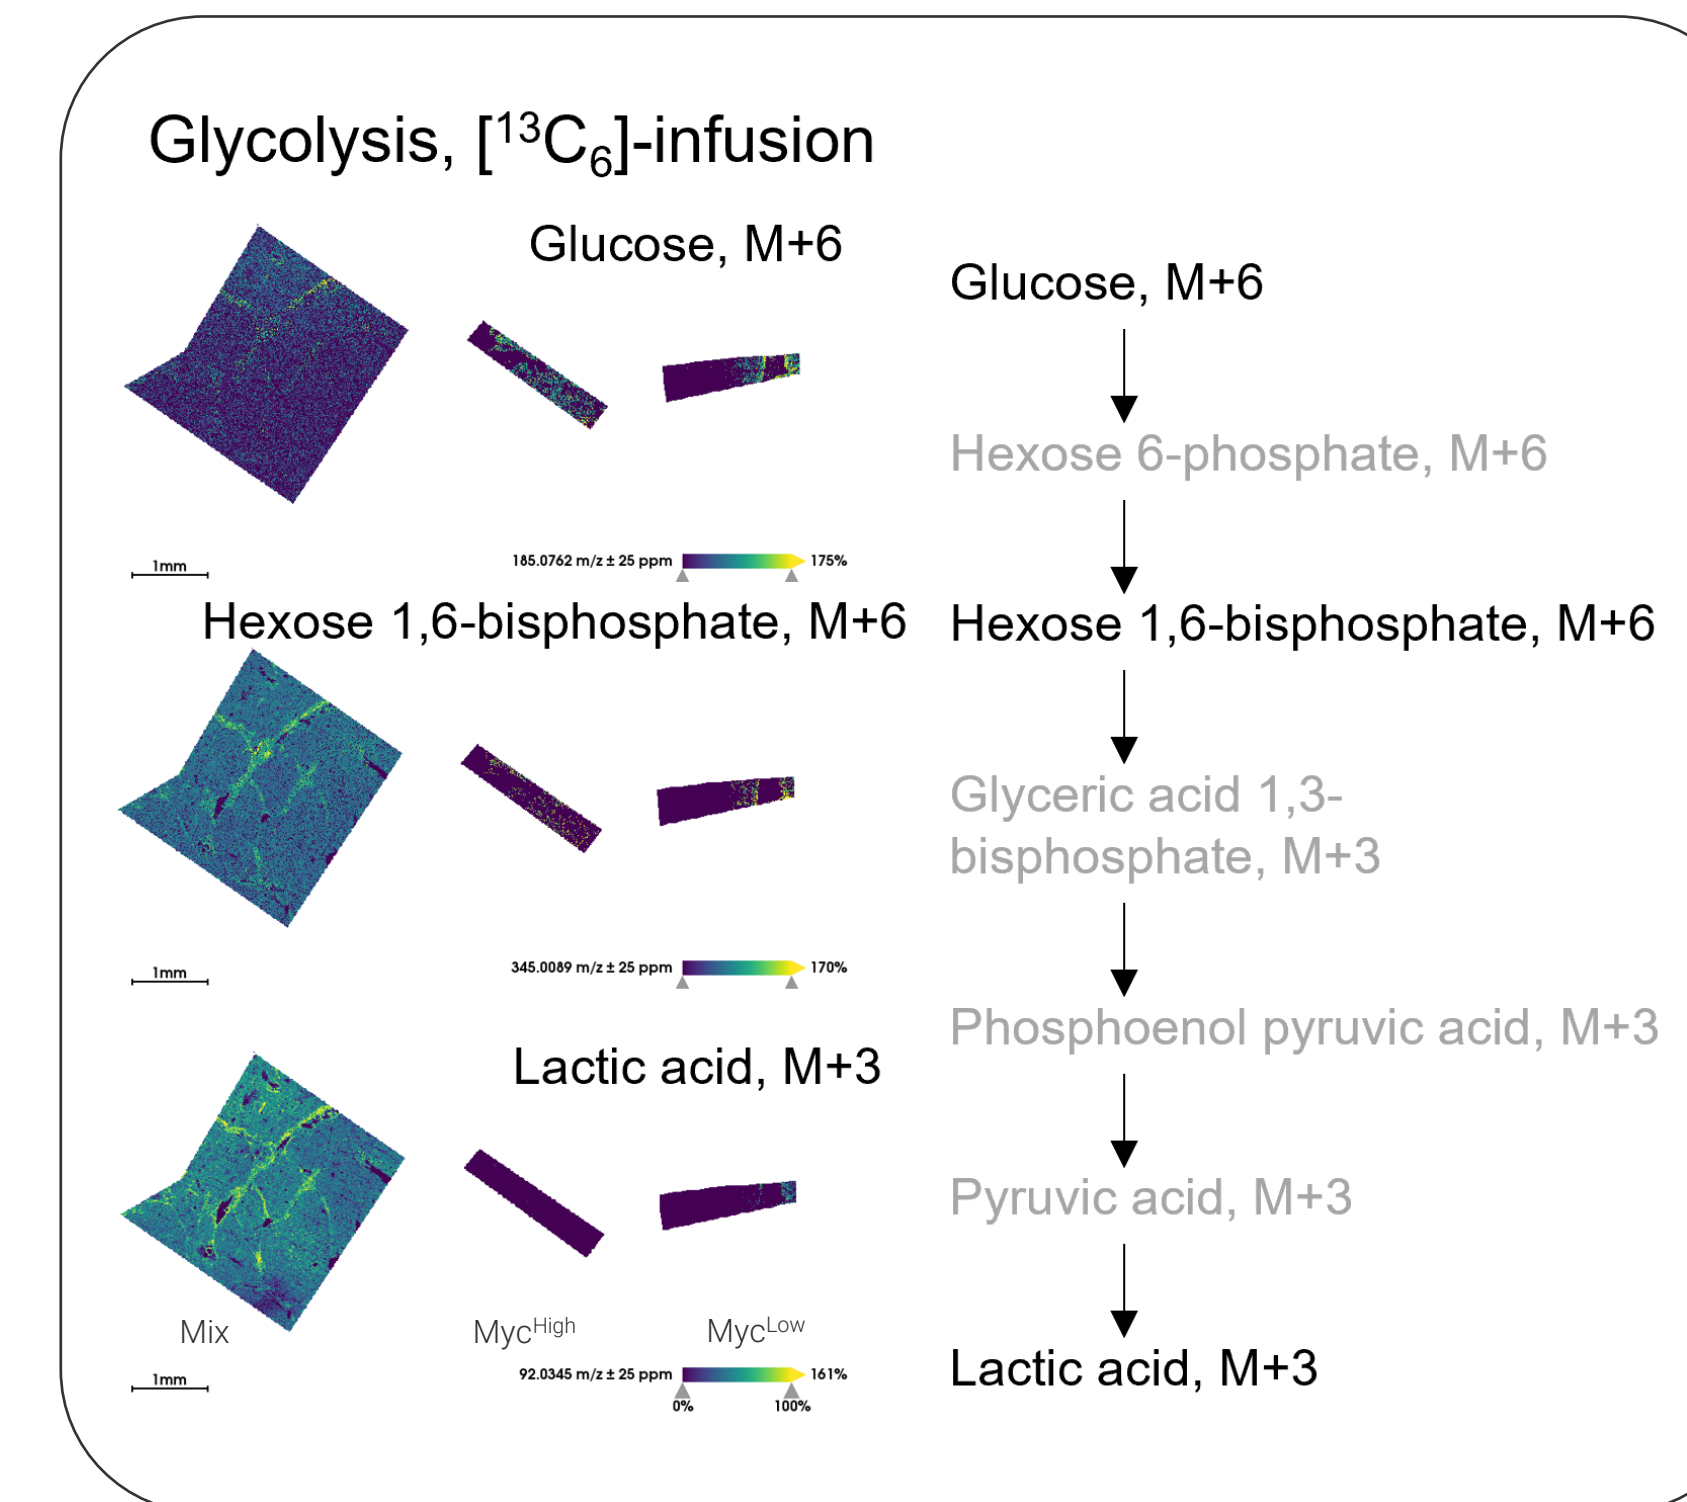 Glycolysis, [¹³C₆]-infusion
Glucose, M+6
1mm
185.0762 m/z ± 25 ppm
175%
Hexose 1,6-bisphosphate, M+6
1mm
345.0089 m/z ± 25 ppm
170%
Lactic acid, M+3
Mix
Mycᴴⁱᵍʰ
Mycᴸᵒʷ
1mm
92.0345 m/z ± 25 ppm
161%
0%
100%
Glucose, M+6
Hexose 6-phosphate, M+6
Hexose 1,6-bisphosphate, M+6
Glyceric acid 1,3-
bisphosphate, M+3
Phosphoenol pyruvic acid, M+3
Pyruvic acid, M+3
Lactic acid, M+3